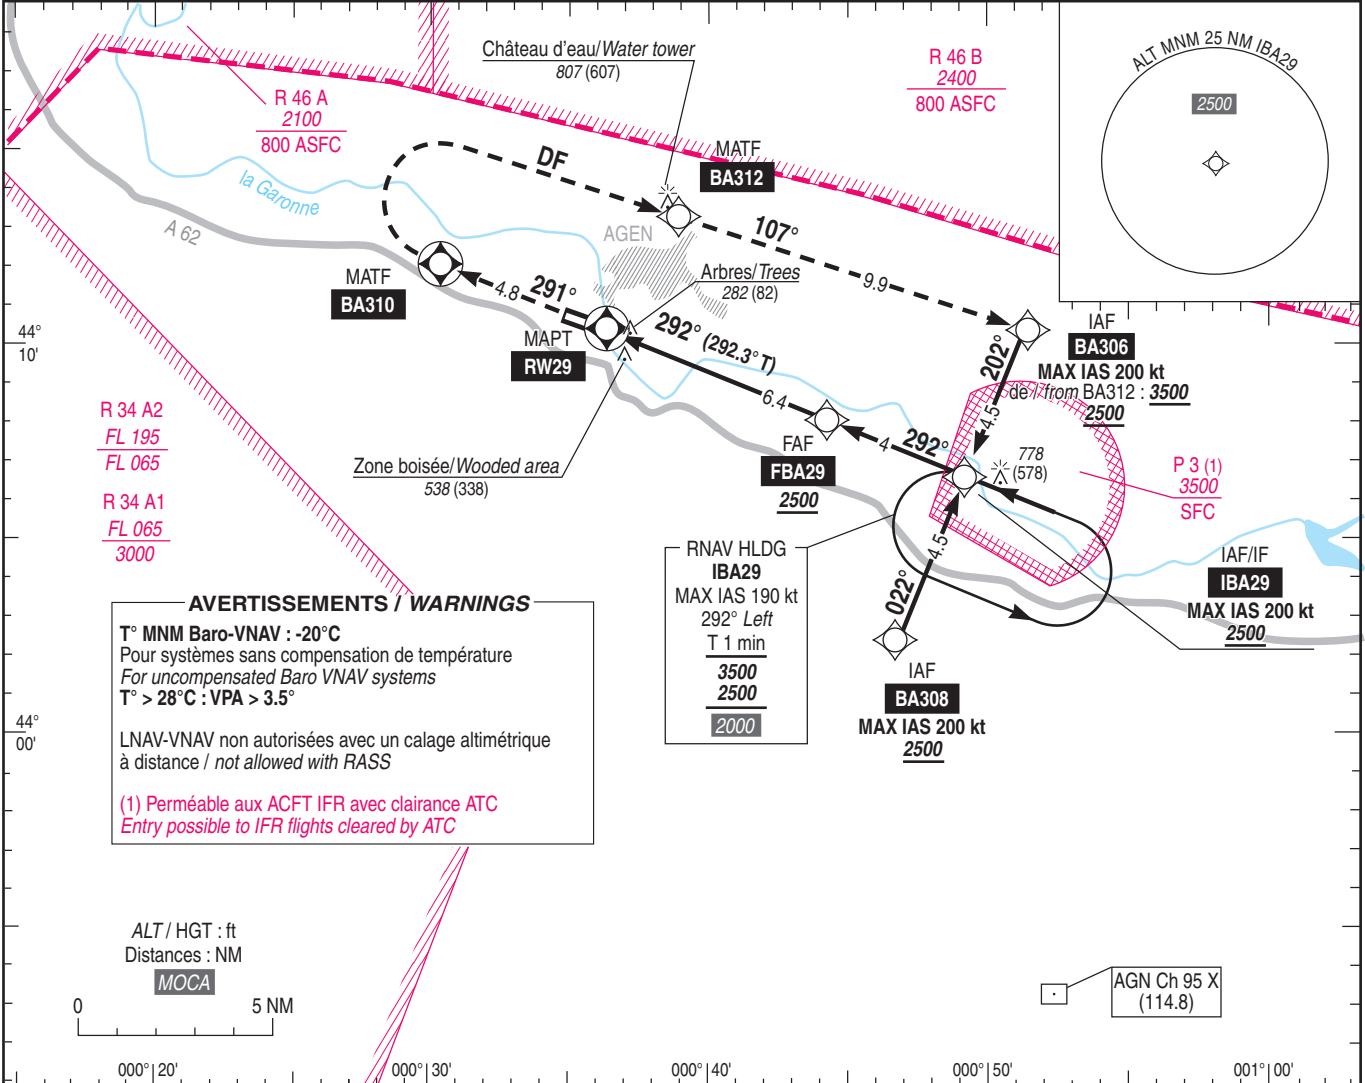 Château d'eau/Water tower
807 (607)
R 46 B
2400
800 ASFC
ALT MNM 25 NM IBA29
2500
R 46 A
2100
800 ASFC
la Garonne
A 62
DF
MATF
BA312
107°
9.9
AGEN
Arbres/Trees
282 (82)
MATF
BA310
4.8
291°
MAPT
RW29
292° (292.3° T)
6.4
44°
10'
IAF
BA306
MAX IAS 200 kt
de / from BA312 : 3500
2500
202°
4.5
R 34 A2
FL 195
FL 065
R 34 A1
FL 065
3000
Zone boisée/Wooded area
538 (338)
FAF
FBA29
2500
292°
4
778
(578)
P 3 (1)
3500
SFC
RNAV HLDG
IBA29
MAX IAS 190 kt
292° Left
T 1 min
3500
2500
2000
4.5
022°
IAF
BA308
MAX IAS 200 kt
2500
IAF/IF
IBA29
MAX IAS 200 kt
2500
AVERTISSEMENTS / WARNINGS
T° MNM Baro-VNAV : -20°C
Pour systèmes sans compensation de température
For uncompensated Baro VNAV systems
T° > 28°C : VPA > 3.5°
LNAV-VNAV non autorisées avec un calage altimétrique
à distance / not allowed with RASS
(1) Perméable aux ACFT IFR avec clairance ATC
Entry possible to IFR flights cleared by ATC
44°
00'
ALT / HGT : ft
Distances : NM
MOCA
0 5 NM
AGN Ch 95 X
(114.8)
000° 20' 000° 30' 000° 40' 000° 50' 001° 00'